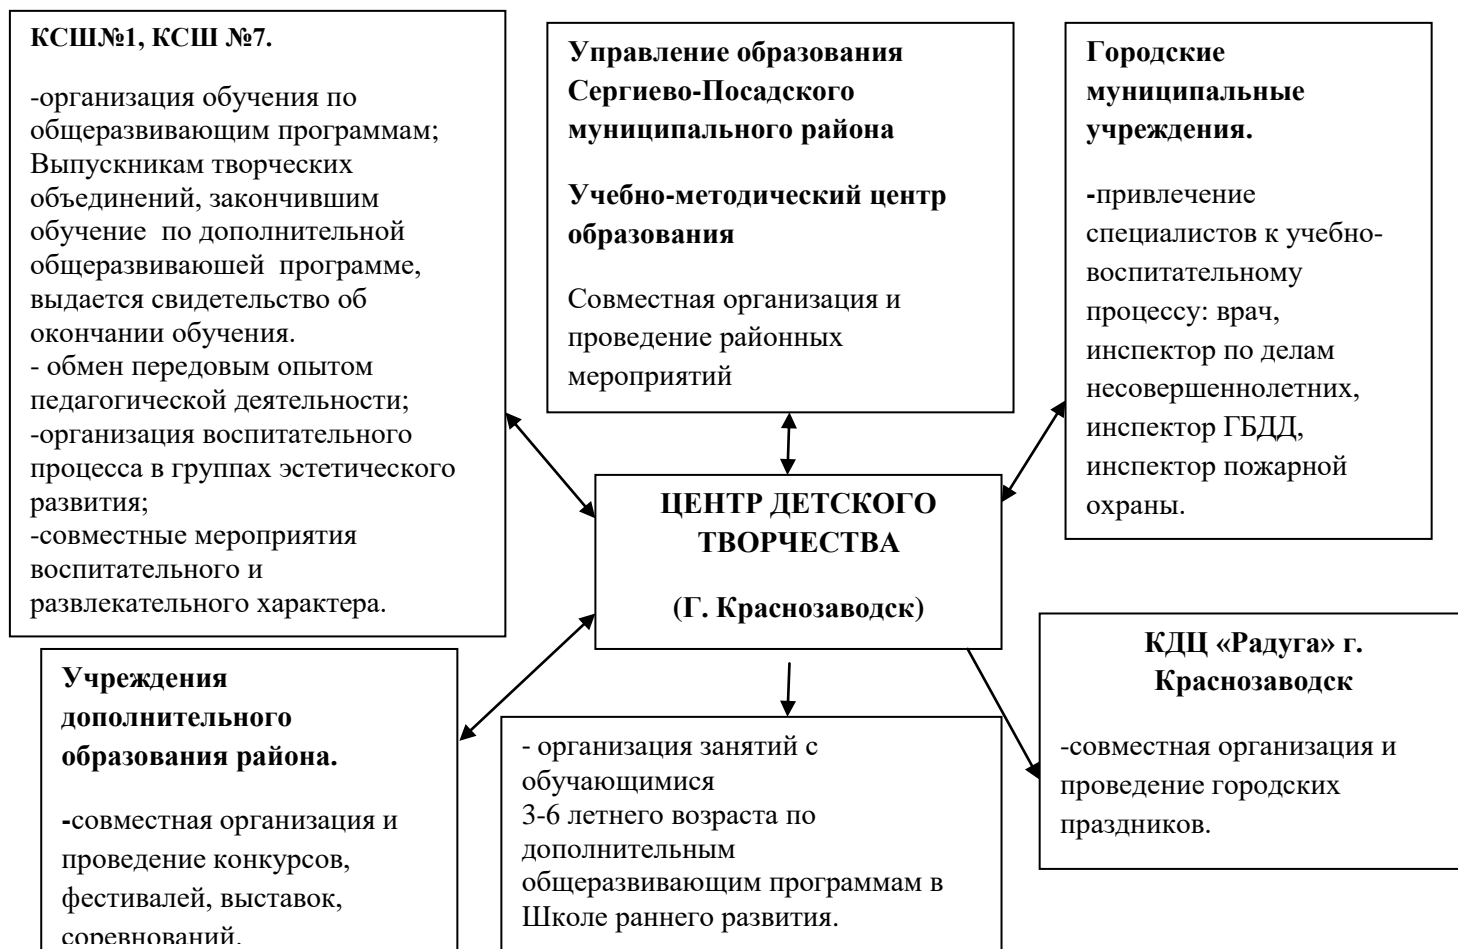 КСШ№1, КСШ №7.
-организация обучения по
общеразвивающим программам;
Выпускникам творческих
объединений, закончившим
обучение по дополнительной
общеразвиваюшей программе,
выдается свидетельство об
окончании обучения.
- обмен передовым опытом
педагогической деятельности;
-организация воспитательного
процесса в группах эстетического
развития;
-совместные мероприятия
воспитательного и
развлекательного характера.
Управление образования
Сергиево-Посадского
муниципального района
Учебно-методический центр
образования
Совместная организация и
проведение районных
мероприятий
Городские
муниципальные
учреждения.
-привлечение
специалистов к учебно-
воспитательному
процессу: врач,
инспектор по делам
несовершеннолетних,
инспектор ГБДД,
инспектор пожарной
охраны.
ЦЕНТР ДЕТСКОГО
ТВОРЧЕСТВА
(Г. Краснозаводск)
Учреждения
дополнительного
образования района.
-совместная организация и
проведение конкурсов,
фестивалей, выставок,
соревнований.
- организация занятий с
обучающимися
3-6 летнего возраста по
дополнительным
общеразвивающим программам в
Школе раннего развития.
КДЦ «Радуга» г.
Краснозаводск
-совместная организация и
проведение городских
праздников.